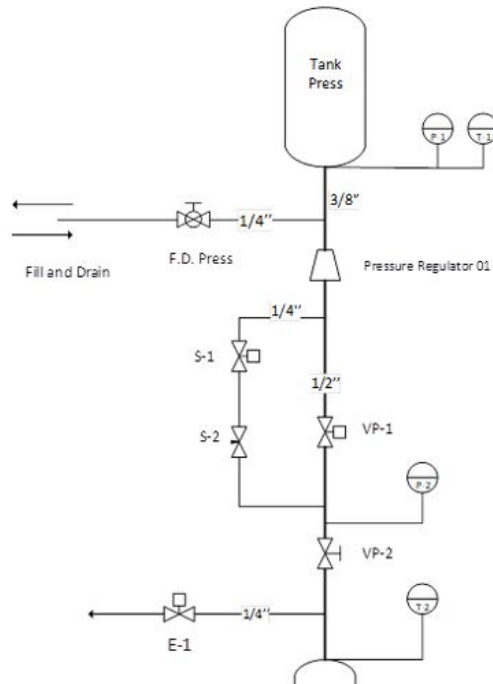 Tank
Press
P-1
T-1
3/8"
1/4''
F.D. Press
Fill and Drain
Pressure Regulator 01
1/4''
S-1
1/2''
VP-1
S-2
P-2
VP-2
T-2
1/4''
E-1